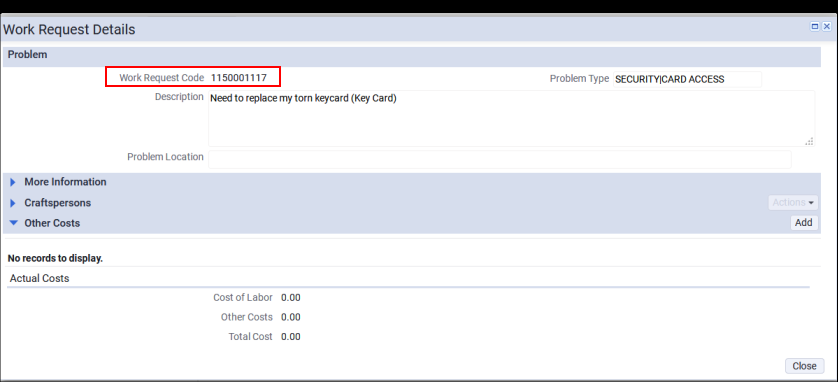 Work Request Details
Problem
Work Request Code 1150001117 Problem Type SECURITY|CARD ACCESS
Description Need to replace my torn keycard (Key Card)
Problem Location
More Information
Craftspersons Actions
Other Costs Add
No records to display.
Actual Costs
Cost of Labor 0.00
Other Costs 0.00
Total Cost 0.00
Close